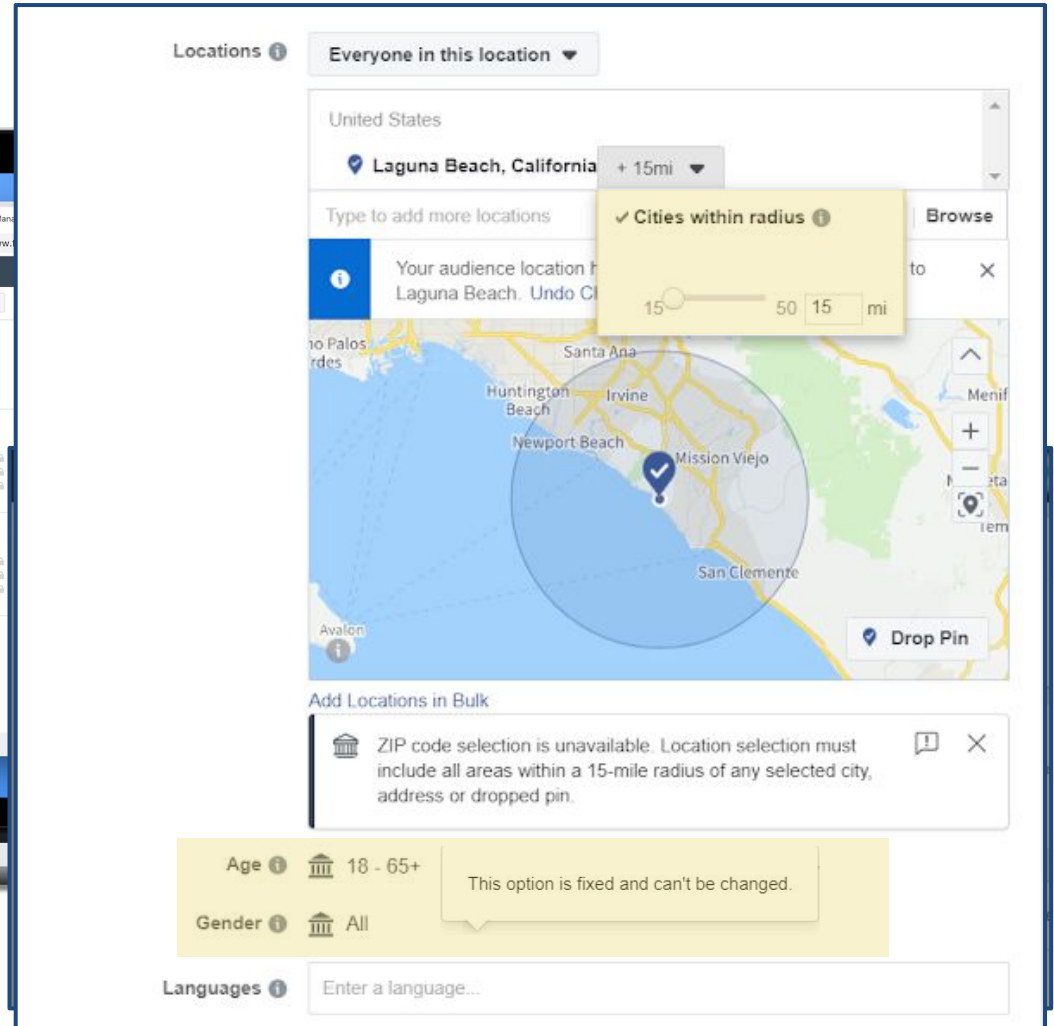 Locations
Everyone in this location
United States
Laguna Beach, California + 15mi
Type to add more locations
Cities within radius
Browse
Your audience location to
Laguna Beach. Undo
15 50 15 mi
Santa Ana
Huntington
Beach
Irvine
Menif
Newport Beach
Mission Viejo
San Clemente
Avalon
Drop Pin
Add Locations in Bulk
ZIP code selection is unavailable. Location selection must
include all areas within a 15-mile radius of any selected city,
address or dropped pin.
Age 18 - 65+
This option is fixed and can't be changed.
Gender All
Languages Enter a language...